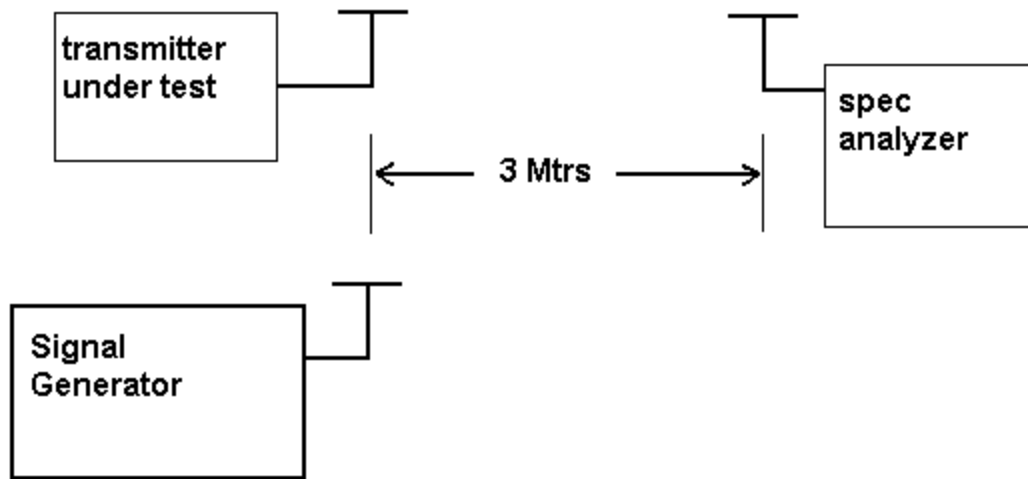 transmitter
under test
spec
analyzer
3 Mtrs
Signal
Generator